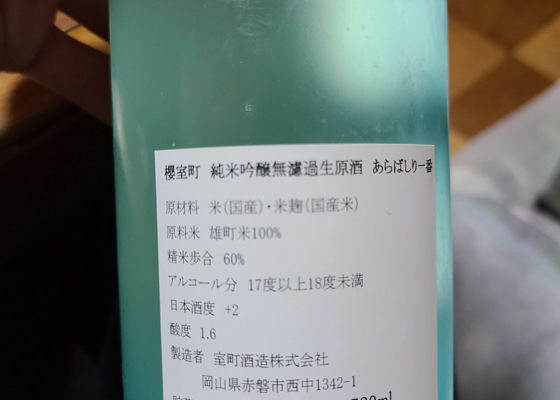 櫻室町 純米吟醸無濾過生原酒 あらばしり一番
原材料 米(国産)・米麹(国産米)
原料米 雄町米100%
精米歩合 60%
アルコール分 17度以上18度未満
日本酒度 +2
酸度 1.6
製造者 室町酒造株式会社
岡山県赤磐市西中1342-1
720ml